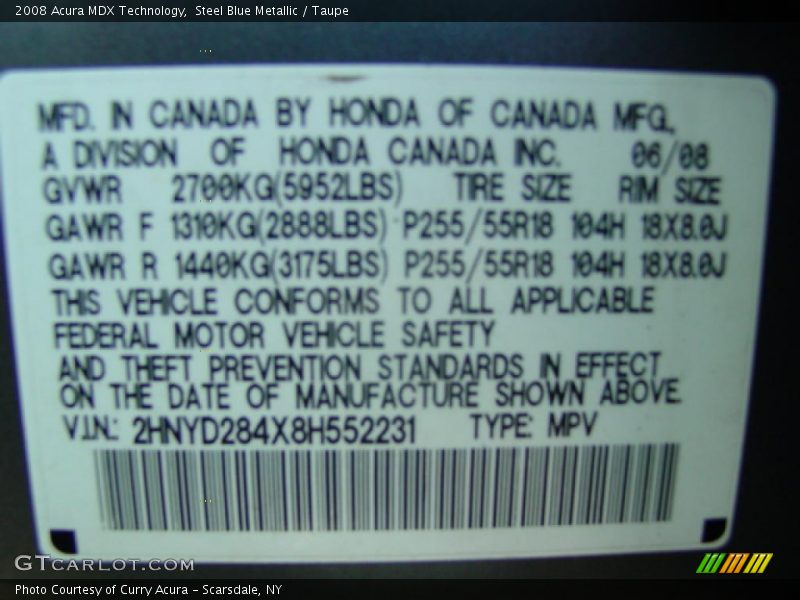 2008 Acura MDX Technology,  Steel Blue Metallic / Taupe
MFD. IN CANADA BY HONDA OF CANADA MFG.,
A DIVISION OF HONDA CANADA INC. 06/08
GVWR 2700KG(5952LBS) TIRE SIZE RIM SIZE
GAWR F 1310KG(2888LBS) P255/55R18 104H 18X8.0J
GAWR R 1440KG(3175LBS) P255/55R18 104H 18X8.0J
THIS VEHICLE CONFORMS TO ALL APPLICABLE
FEDERAL MOTOR VEHICLE SAFETY
AND THEFT PREVENTION STANDARDS IN EFFECT
ON THE DATE OF MANUFACTURE SHOWN ABOVE.
V.I.N.: 2HNYD284X8H552231 TYPE: MPV
GTCARLOT.COM
Photo Courtesy of Curry Acura - Scarsdale, NY